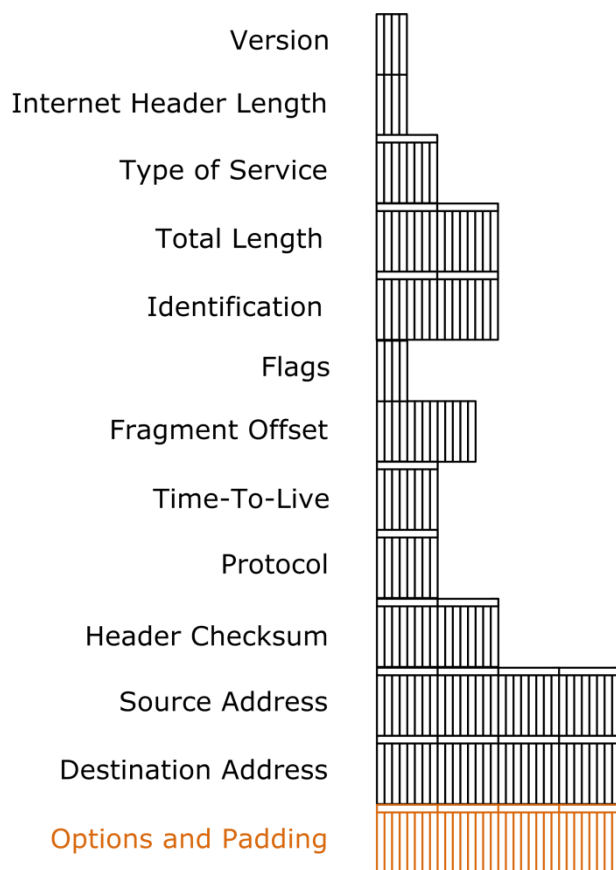 Version
Internet Header Length
Type of Service
Total Length
Identification
Flags
Fragment Offset
Time-To-Live
Protocol
Header Checksum
Source Address
Destination Address
Options and Padding